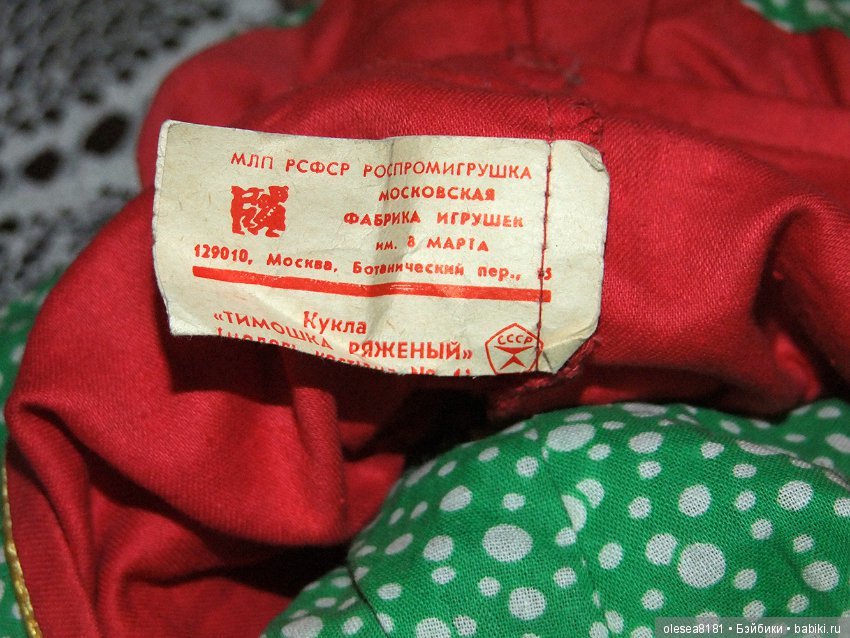 МЛП РСФСР РОСПРОМИГРУШКА
МОСКОВСКАЯ
ФАБРИКА ИГРУШЕК
им. 8 МАРТА
129010, Москва, Ботанический пер.,
Кукла
«ТИМОШКА РЯЖЕНЫЙ»
СССР
olesea8181 • Бэйбики • babiki.ru